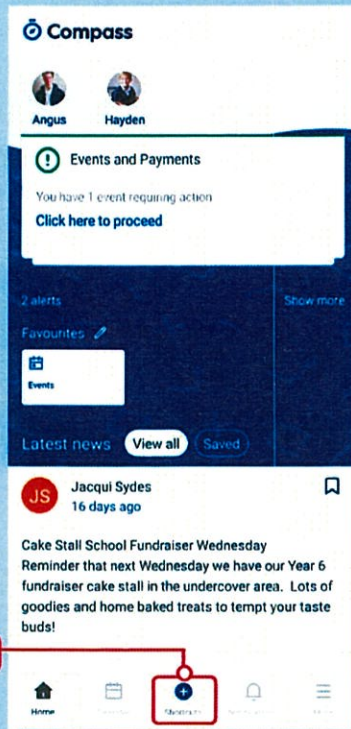 Compass
Angus
Hayden
Events and Payments
You have 1 event requiring action
Click here to proceed
2 alerts
Show more
Favourites
Events
Latest news
View all
Saved
JS
Jacqui Sydes
16 days ago
Cake Stall School Fundraiser Wednesday
Reminder that next Wednesday we have our Year 6
fundraiser cake stall in the undercover area. Lots of
goodies and home baked treats to tempt your taste
buds!
Home
Shortcuts